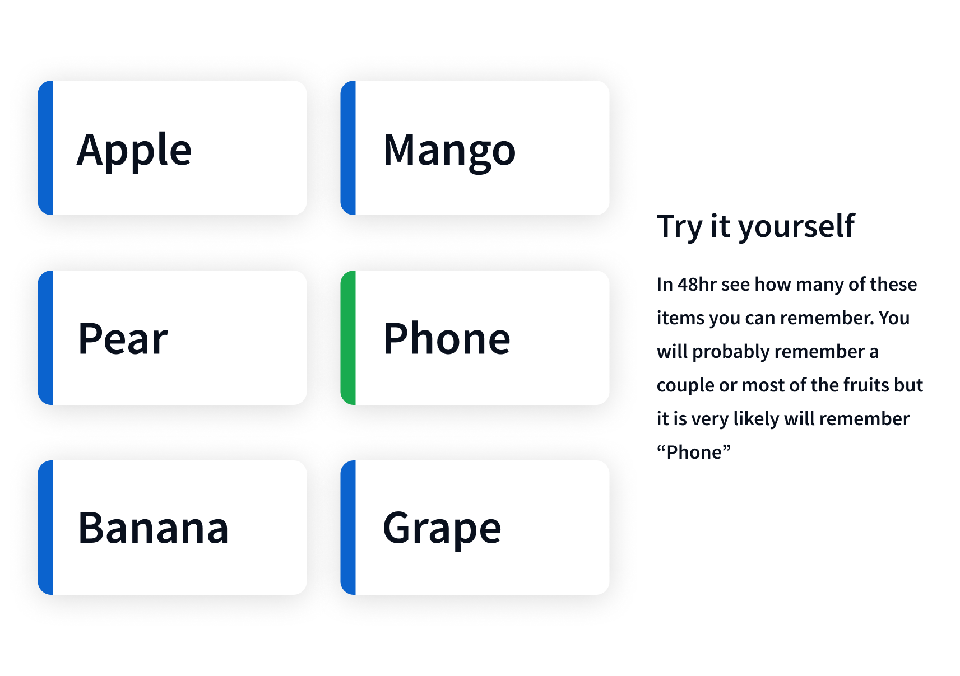 Apple
Mango
Pear
Phone
Banana
Grape
Try it yourself
In 48hr see how many of these
items you can remember. You
will probably remember a
couple or most of the fruits but
it is very likely will remember
“Phone”